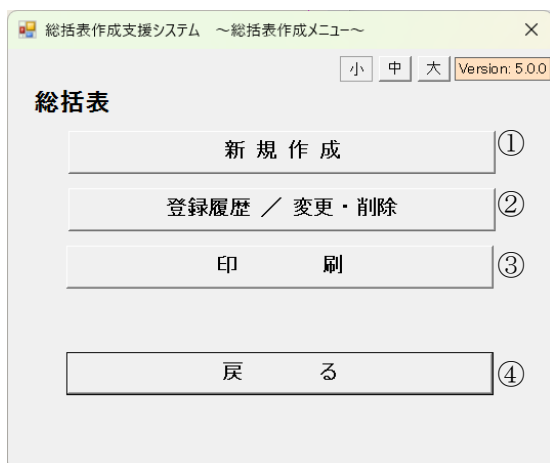 総括表作成支援システム ～総括表作成メニュー～
小 中 大 Version: 5.0.0
総括表
新 規 作 成 ①
登録履歴 ／ 変更・削除 ②
印 刷 ③
戻 る ④